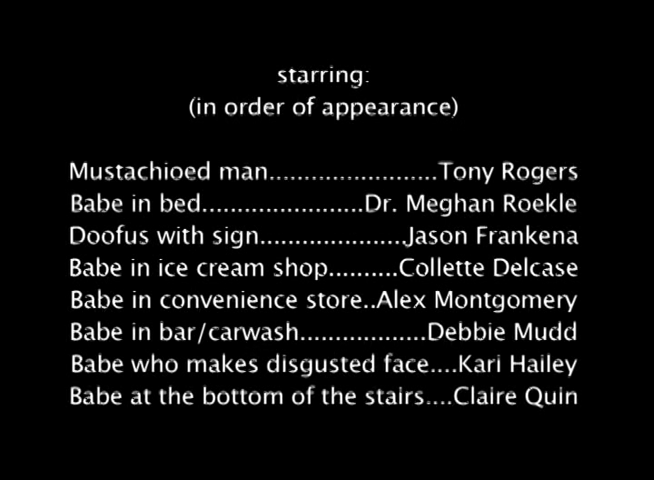 starring:
(in order of appearance)
Mustachioed man........................Tony Rogers
Babe in bed.......................Dr. Meghan Roekle
Doofus with sign.....................Jason Frankena
Babe in ice cream shop..........Collette Delcase
Babe in convenience store..Alex Montgomery
Babe in bar/carwash..................Debbie Mudd
Babe who makes disgusted face....Kari Hailey
Babe at the bottom of the stairs....Claire Quin